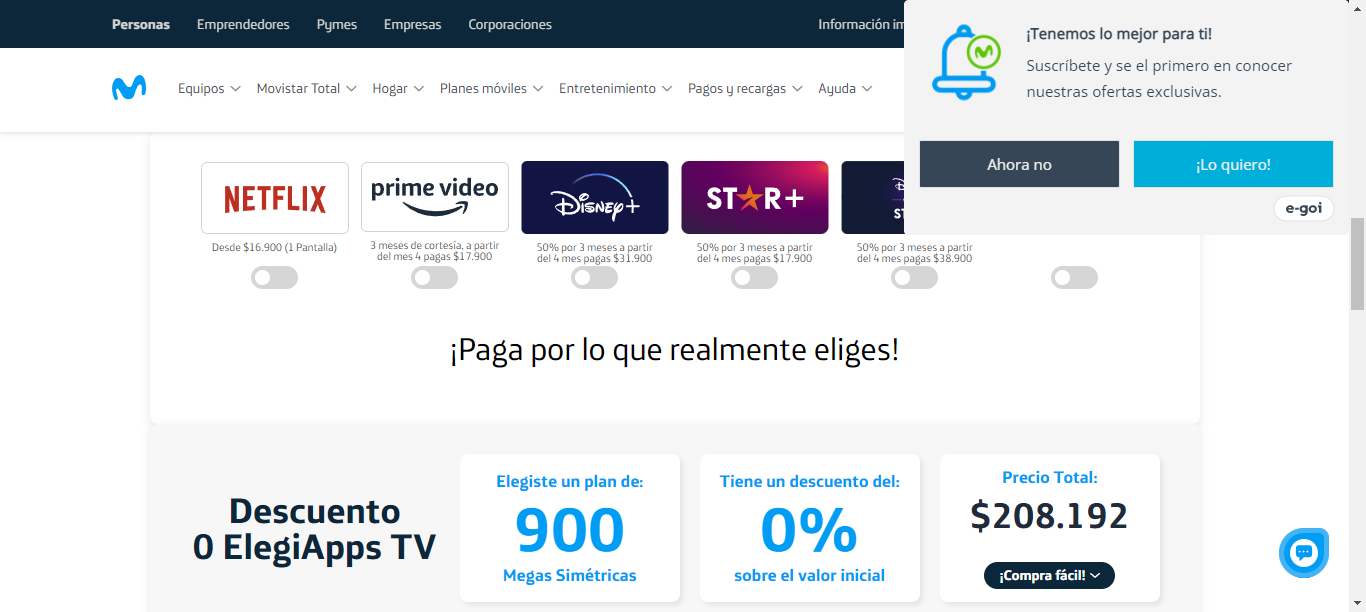 Personas Emprendedores Pymes Empresas Corporaciones Información
Equipos Movistar Total Hogar Planes móviles Entretenimiento Pagos y recargas Ayuda
¡Tenemos lo mejor para ti!
Suscríbete y se el primero en conocer
nuestras ofertas exclusivas.
Ahora no
¡Lo quiero!
e-goi
NETFLIX
Desde $16.900 (1 Pantalla)
prime video
3 meses de cortesía, a partir
del mes 4 pagas $17.900
Disney+
50% por 3 meses a partir
del 4 mes pagas $31.900
STAR+
50% por 3 meses a partir
del 4 mes pagas $17.900
50% por 3 meses a partir
del 4 mes pagas $38.900
¡Paga por lo que realmente eliges!
Descuento
0 ElegiApps TV
Elegiste un plan de:
900
Megas Simétricas
Tiene un descuento del:
0%
sobre el valor inicial
Precio Total:
$208.192
¡Compra fácil!